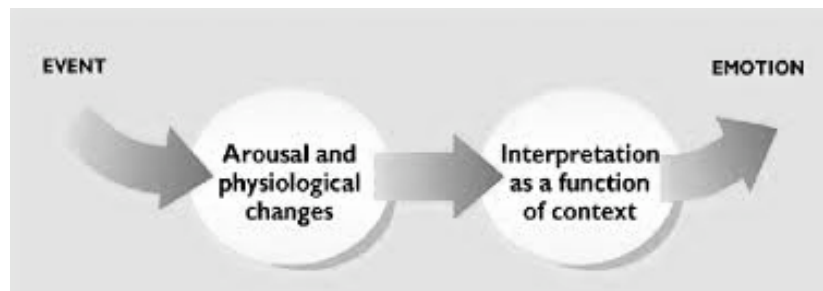 EVENT
EMOTION
Arousal and
physiological
changes
Interpretation
as a function
of context